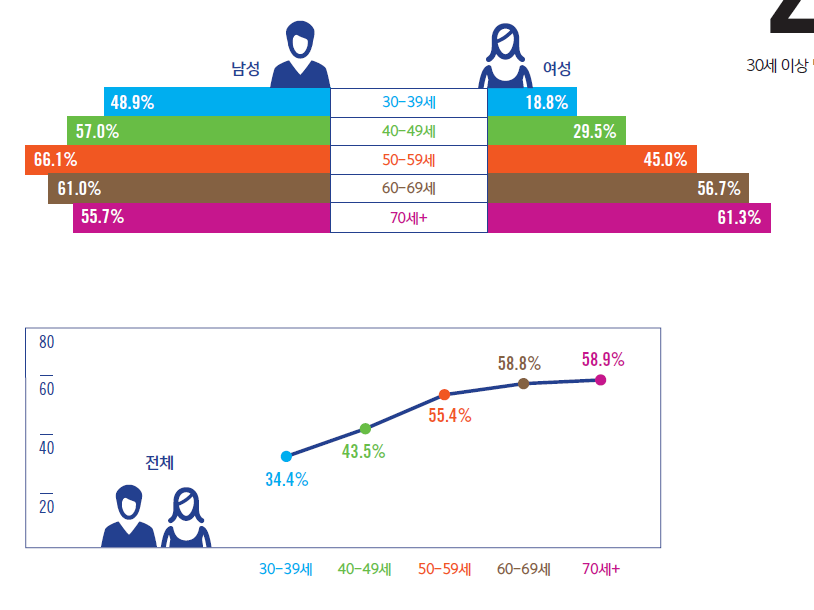 남성
여성
30세 이상
48.9% 30-39세 18.8%
57.0% 40-49세 29.5%
66.1% 50-59세 45.0%
61.0% 60-69세 56.7%
55.7% 70세+ 61.3%
80
60
40
20
전체
34.4%
43.5%
55.4%
58.8%
58.9%
30-39세 40-49세 50-59세 60-69세 70세+